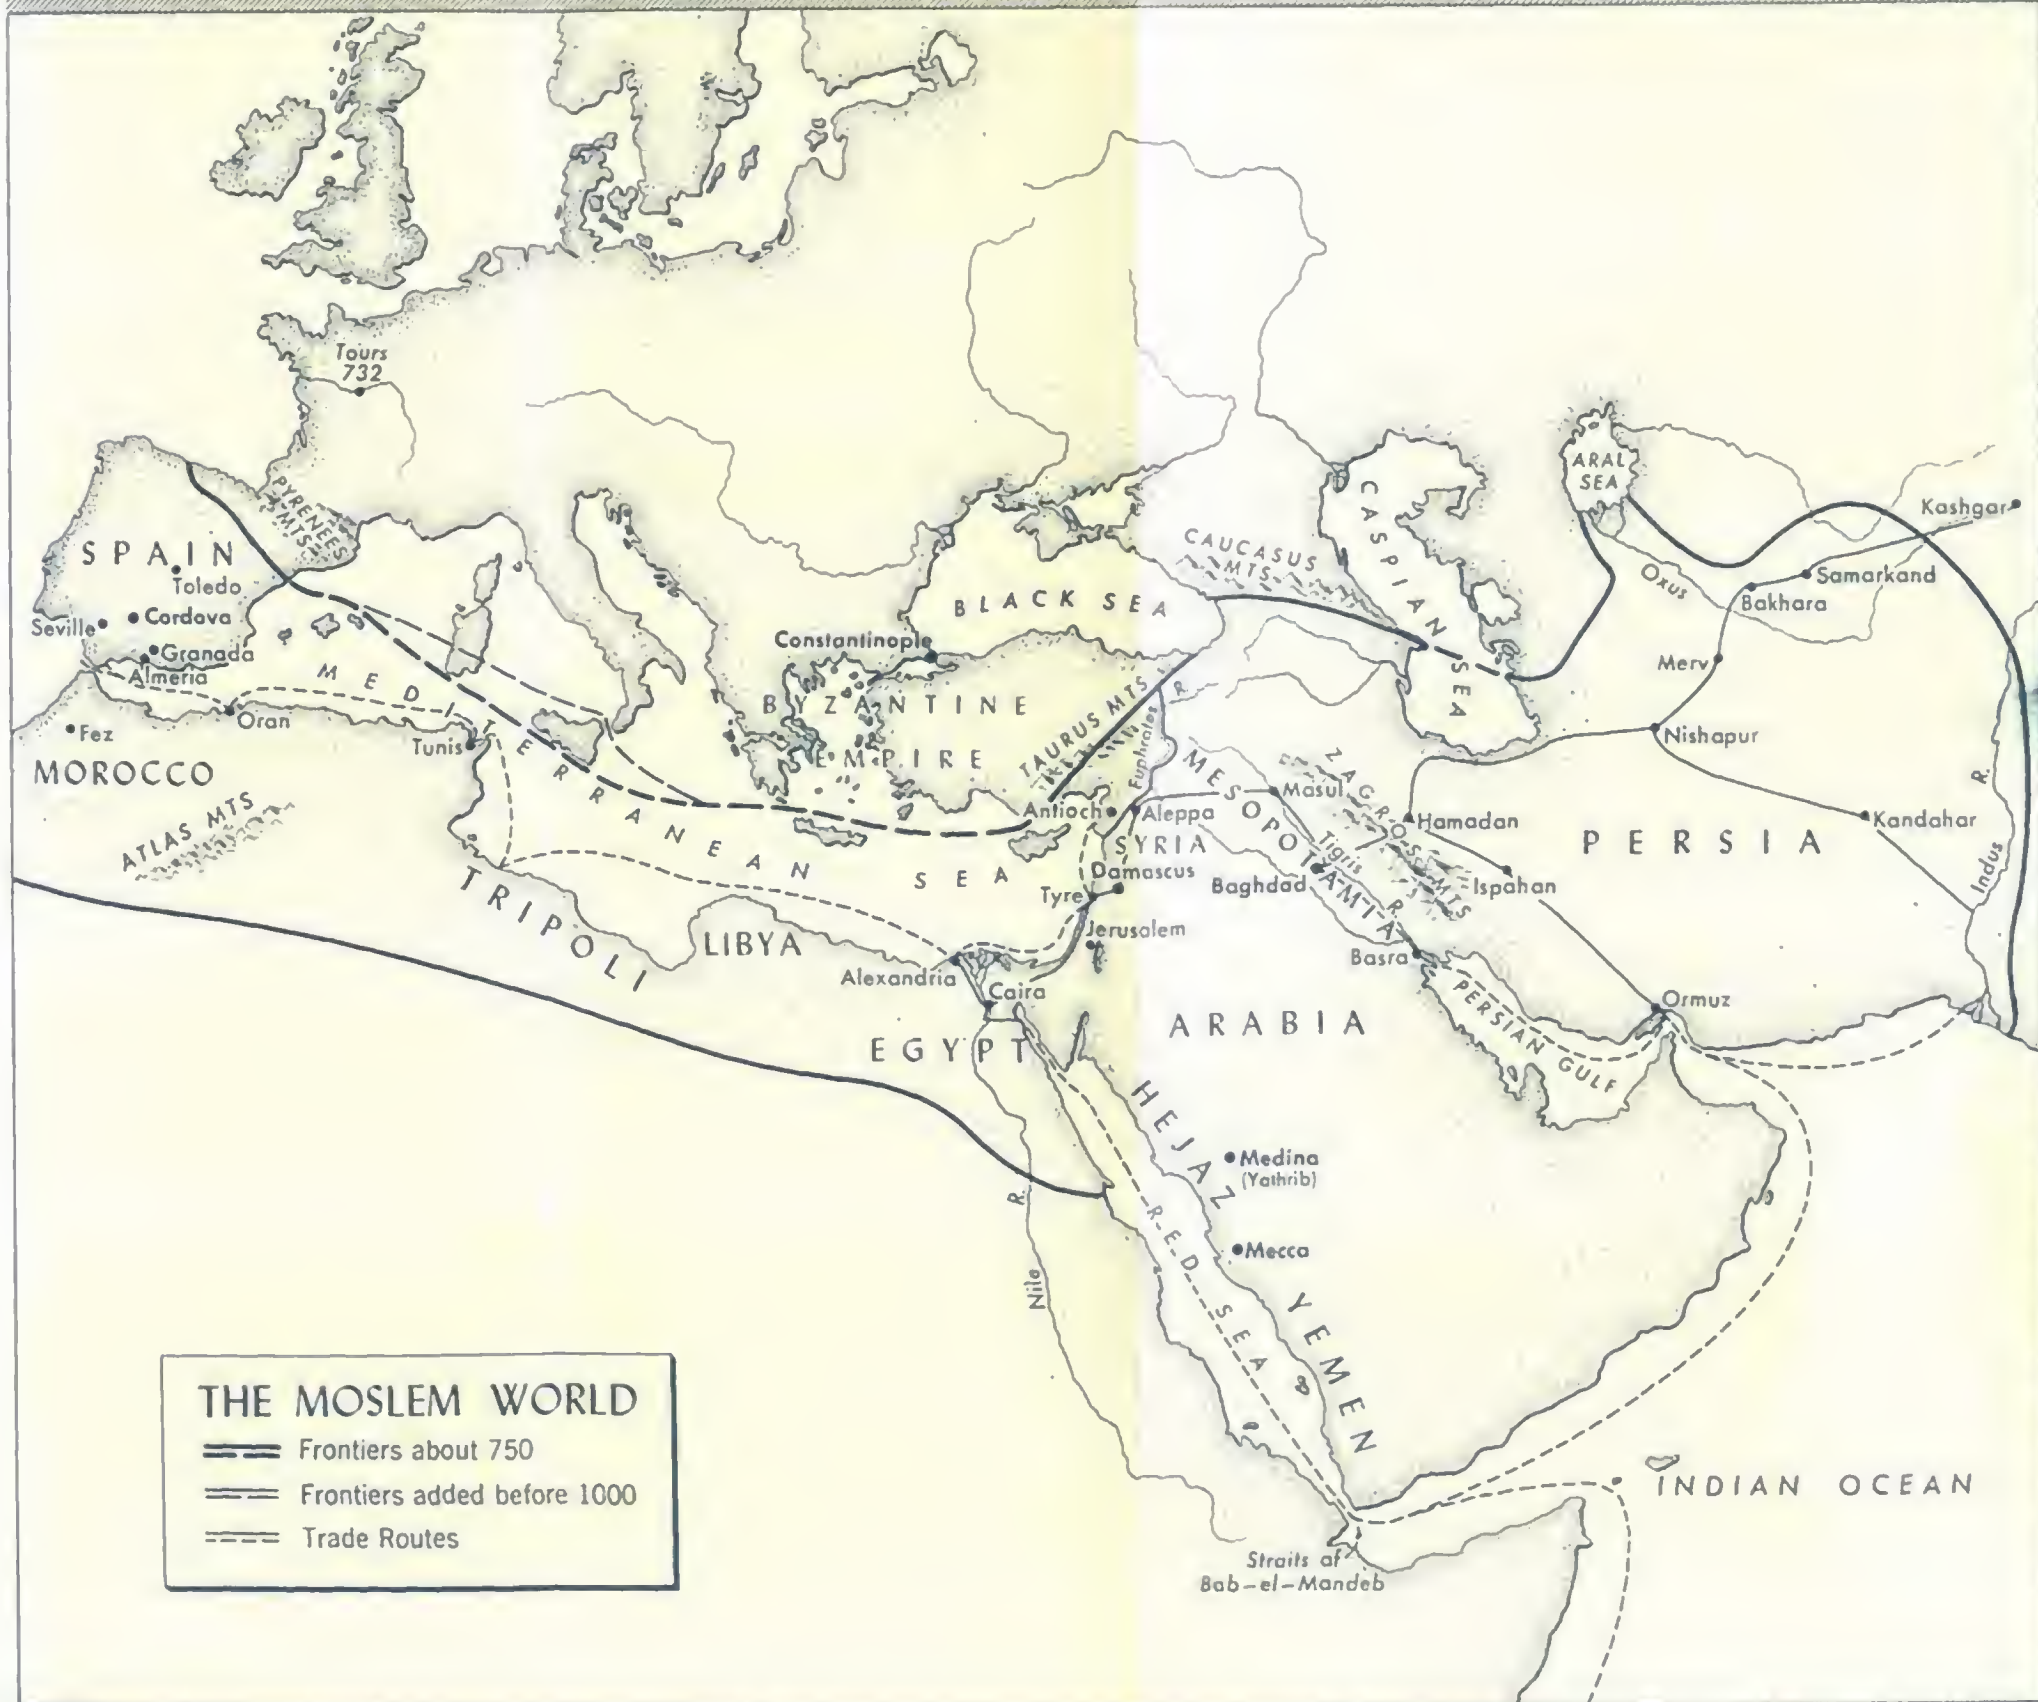 Tours
732
PYRENEES
MTS
SPAIN
Toledo
Seville
Cordova
Granada
Almeria
Fez
MOROCCO
ATLAS MTS
Oran
Tunis
MEDITERRANEAN SEA
TRIPOLI
LIBYA
Constantinople
BLACK SEA
BYZANTINE
EMPIRE
TAURUS MTS
Euphrates R.
CAUCASUS
MTS.
CASPIAN SEA
ARAL
SEA
Oxus
Kashgar
Samarkand
Bakhara
Merv
Nishapur
Kandahar
Indus R.
Antioch
Aleppa
SYRIA
Damascus
Tyre
Jerusalem
Alexandria
Caira
EGYPT
MESOPOTAMIA
Masul
ZAGROS MTS
Tigris R.
Baghdad
Hamadan
Ispahan
PERSIA
Basra
PERSIAN GULF
Ormuz
ARABIA
HEJAZ
Medina
(Yathrib)
Mecca
YEMEN
RED SEA
Nile R.
Straits of
Bab-el-Mandeb
INDIAN OCEAN
THE MOSLEM WORLD
Frontiers about 750
Frontiers added before 1000
Trade Routes